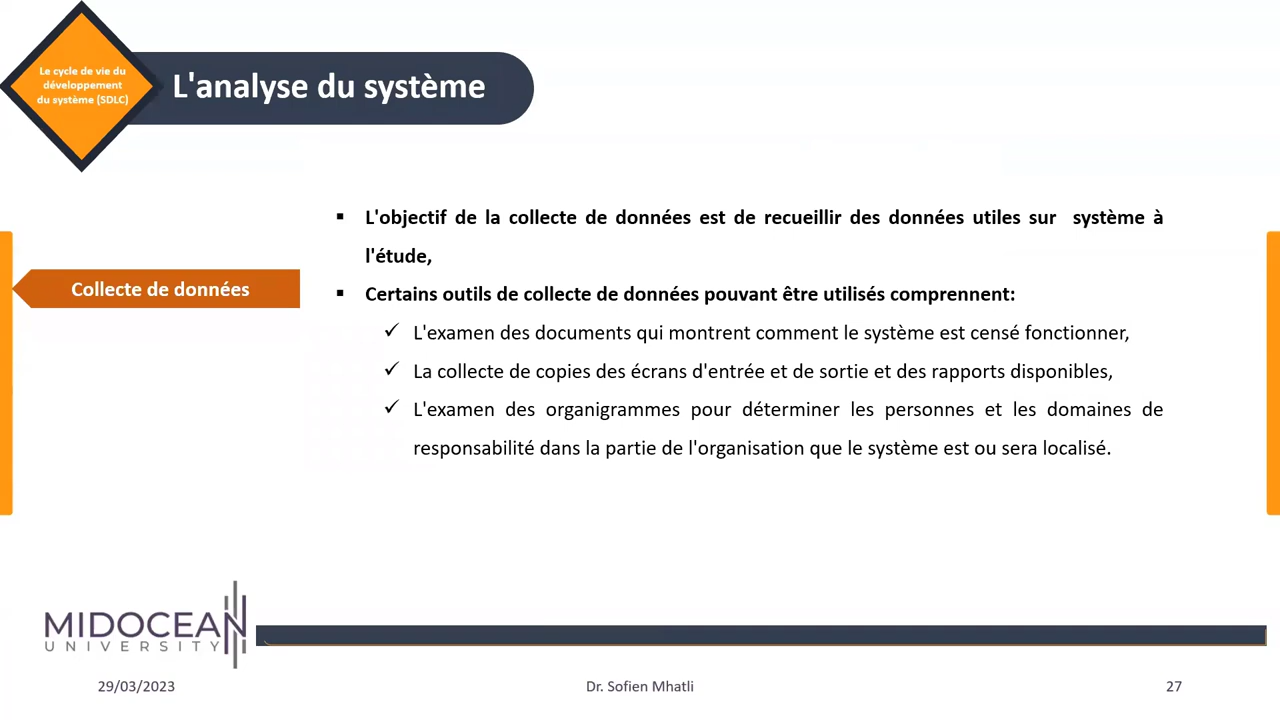 Le cycle de vie du
développement
du système (SDLC)
L'analyse du système
▪ L'objectif de la collecte de données est de recueillir des données utiles sur système à
l'étude,
Collecte de données
▪ Certains outils de collecte de données pouvant être utilisés comprennent:
✓ L'examen des documents qui montrent comment le système est censé fonctionner,
✓ La collecte de copies des écrans d'entrée et de sortie et des rapports disponibles,
✓ L'examen des organigrammes pour déterminer les personnes et les domaines de
responsabilité dans la partie de l'organisation que le système est ou sera localisé.
MIDOCEAN
UNIVERSITY
29/03/2023
Dr. Sofien Mhatli
27